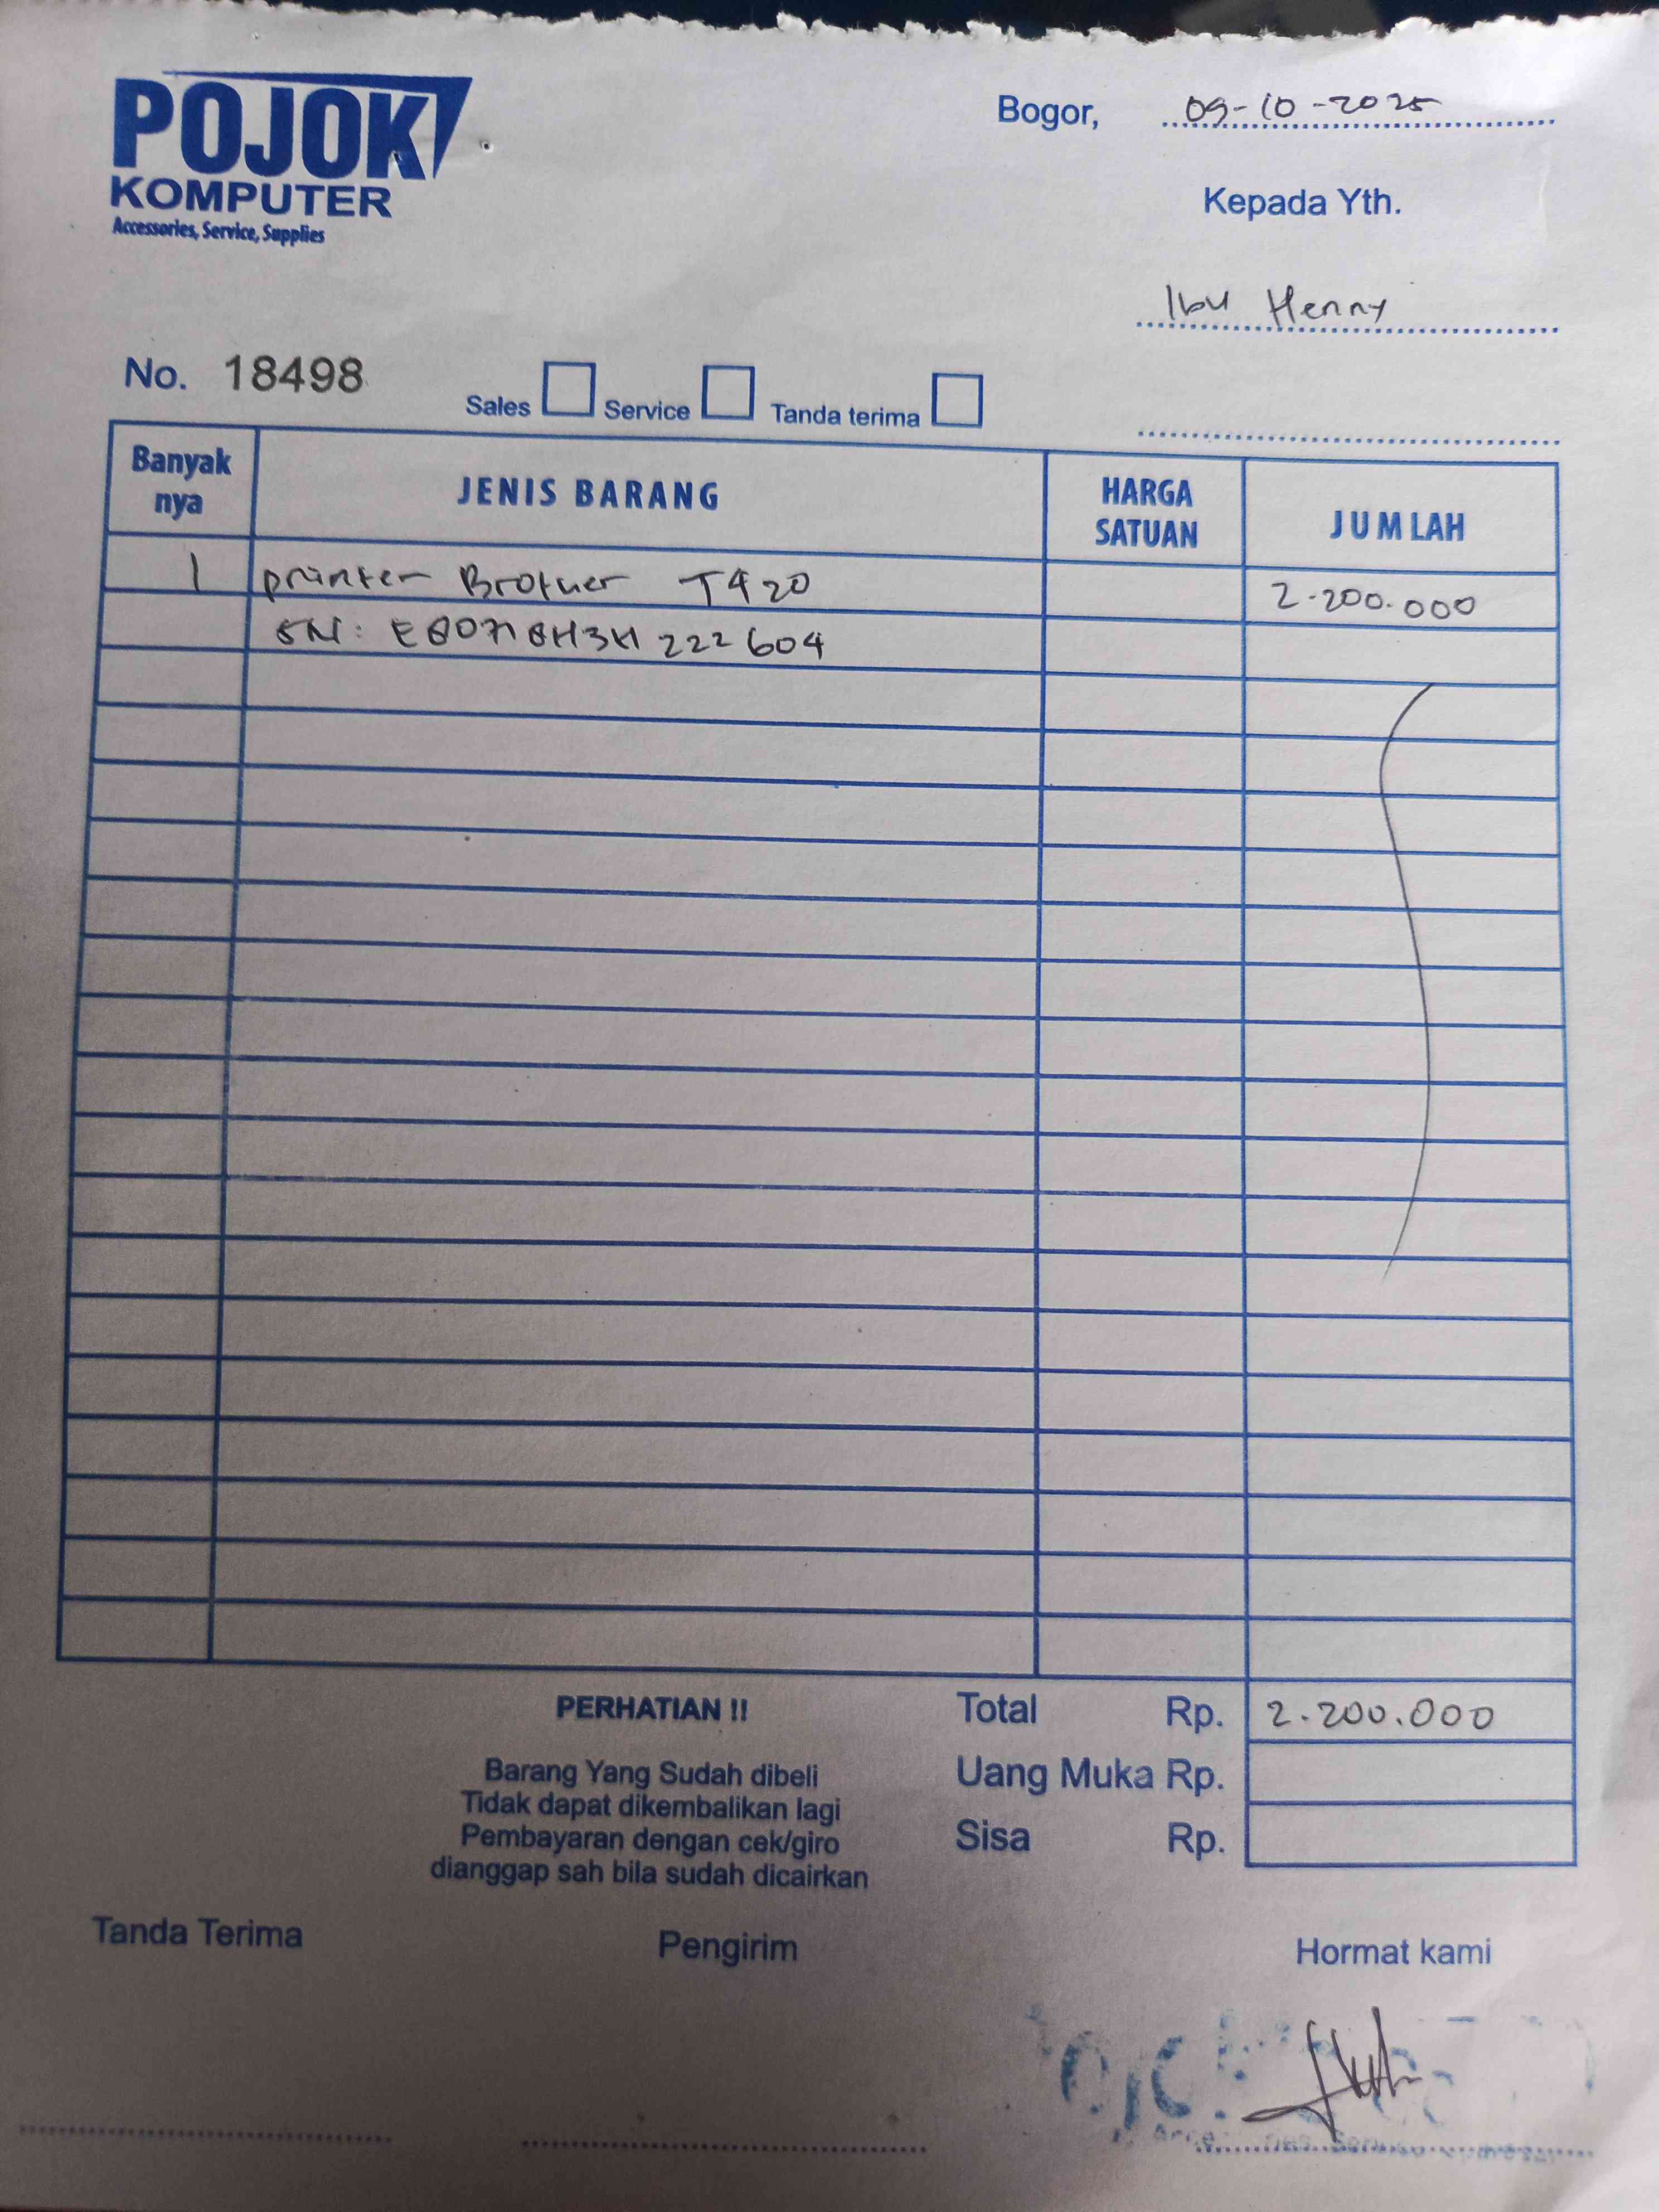 POJOK
KOMPUTER
Accessories, Service, Supplies
Bogor, 09-10-2025
Kepada Yth.
Ibu Henny
No. 18498
Sales Service Tanda terima
Banyak nya JENIS BARANG HARGA SATUAN JUMLAH
1 printer Brother T420 2.200.000
SN: E80718H3H222604
PERHATIAN !!
Barang Yang Sudah dibeli
Tidak dapat dikembalikan lagi
Pembayaran dengan cek/giro
dianggap sah bila sudah dicairkan
Total Rp. 2.200.000
Uang Muka Rp.
Sisa Rp.
Tanda Terima Pengirim Hormat kami